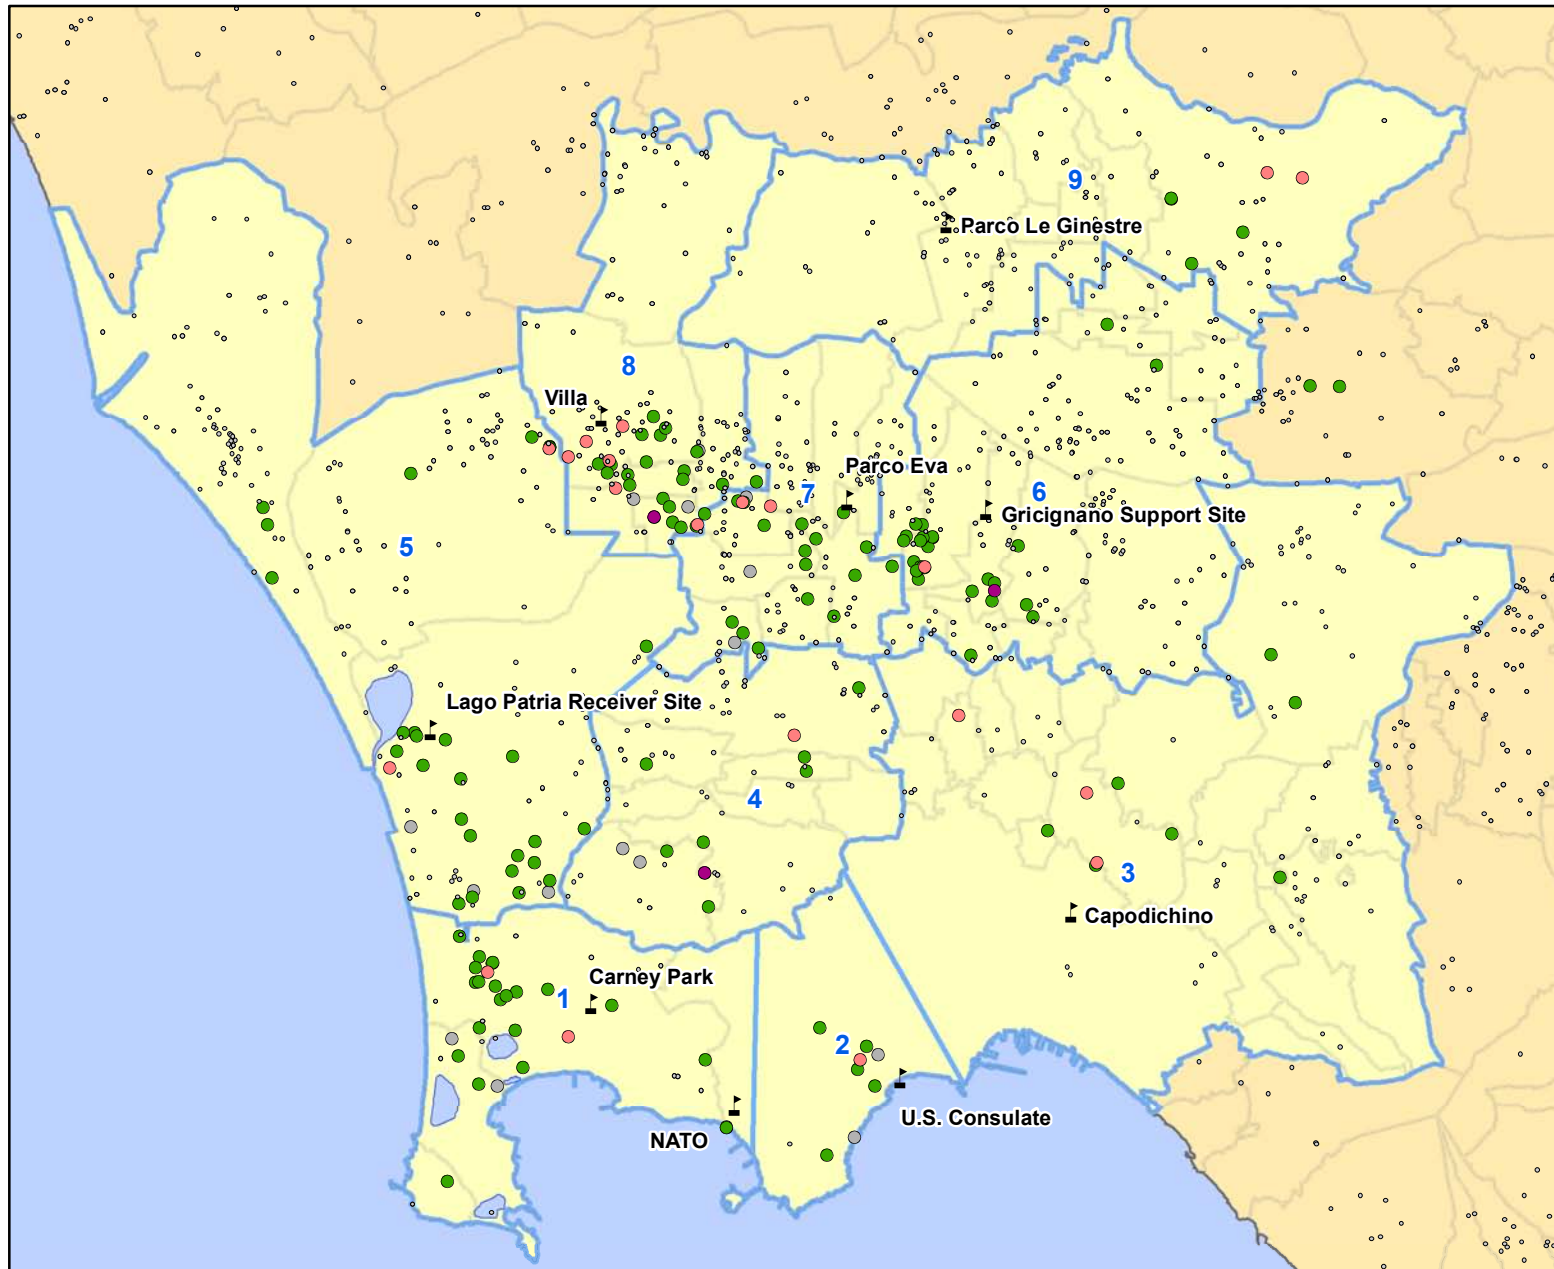 9
Parco Le Ginestre
8
Villa
Parco Eva
7
6
Gricignano Support Site
5
Lago Patria Receiver Site
4
3
Capodichino
Carney Park
1
2
U.S. Consulate
NATO